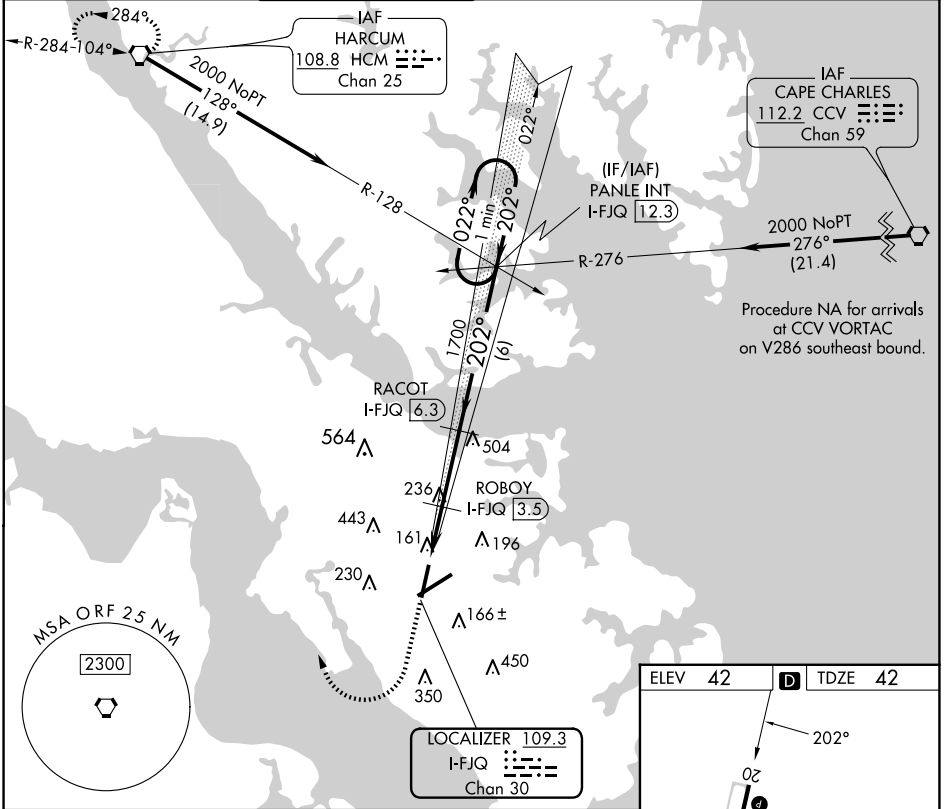 284°
R-284-104°
IAF
HARCUM
108.8 HCM
Chan 25
2000 NoPT
128°
(14.9)
R-128
022°
IAF
CAPE CHARLES
112.2 CCV
Chan 59
(IF/IAF)
PANLE INT
I-FJQ 12.3
022°
1 min
202°
2000 NoPT
276°
(21.4)
R-276
Procedure NA for arrivals
at CCV VORTAC
on V286 southeast bound.
1700
202°
(6)
RACOT
I-FJQ 6.3
564
504
236
ROBOY
I-FJQ 3.5
443
161
196
230
166±
450
350
MSA ORF 25 NM
2300
LOCALIZER 109.3
I-FJQ
Chan 30
ELEV 42 D TDZE 42
202°
20
P